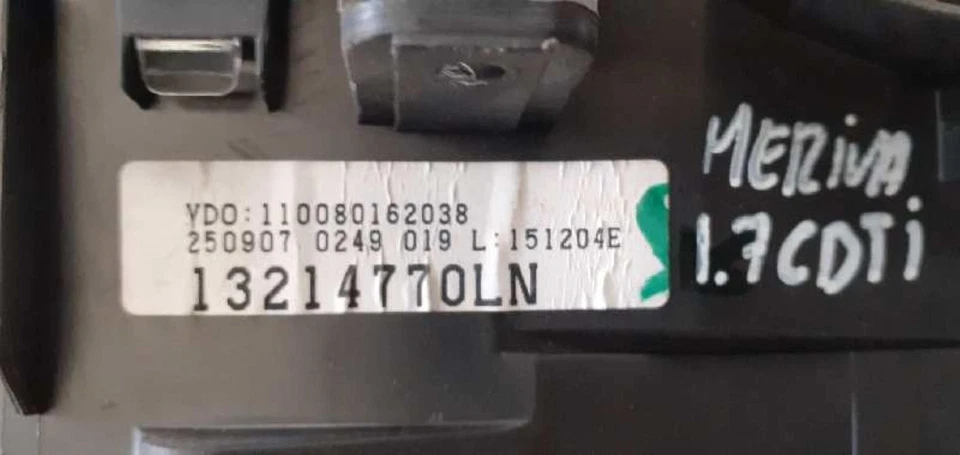 VDO:110080162038
250907 0249 019 L:151204E
13214770LN
MERiVA
1.7CDTi